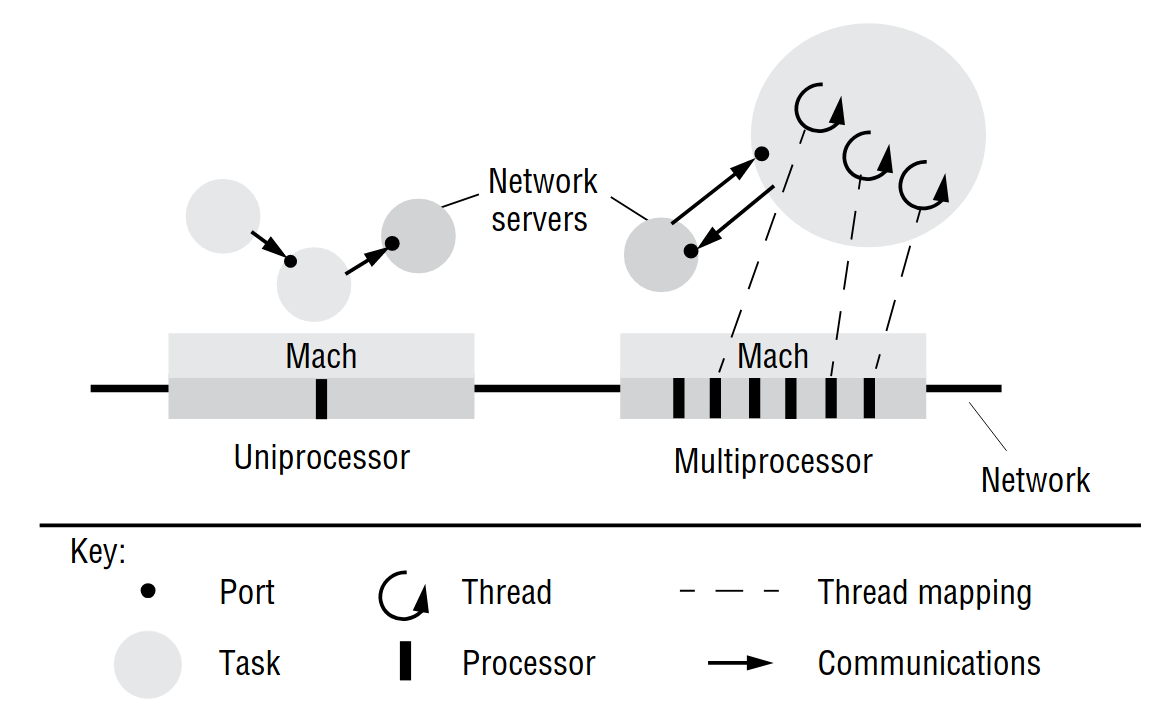 Network
servers
Mach
Mach
Uniprocessor
Multiprocessor
Network
Key:
Port
Thread
Thread mapping
Task
Processor
Communications